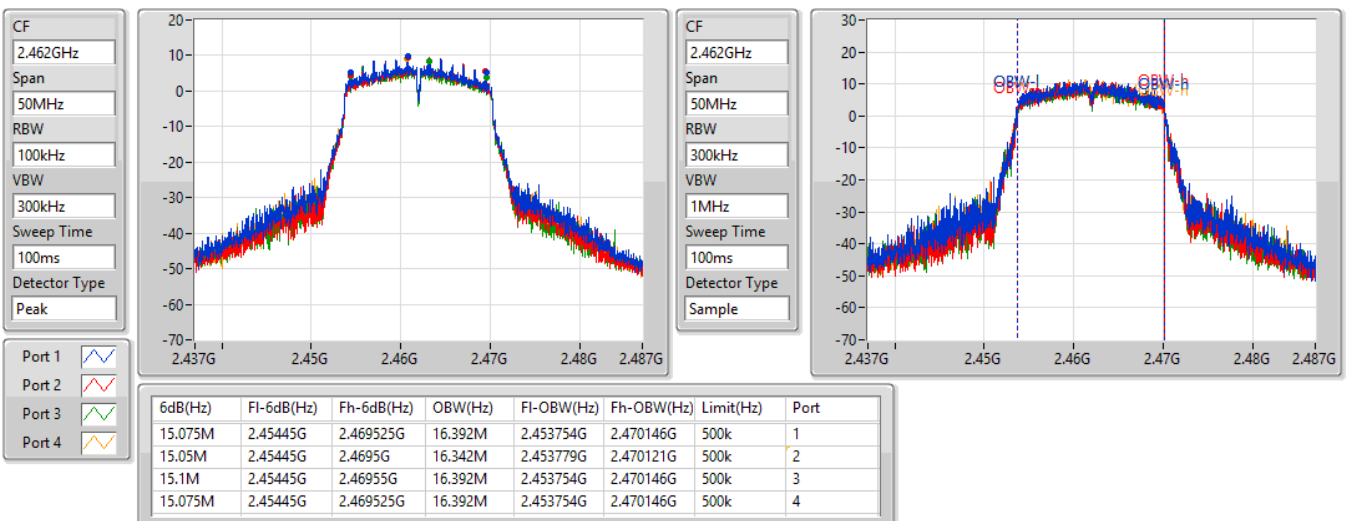 CF
2.462GHz
Span
50MHz
RBW
100kHz
VBW
300kHz
Sweep Time
100ms
Detector Type
Peak
20
10
0
-10
-20
-30
-40
-50
-60
-70
2.437G 2.45G 2.46G 2.47G 2.48G 2.487G
CF
2.462GHz
Span
50MHz
RBW
300kHz
VBW
1MHz
Sweep Time
100ms
Detector Type
Sample
30
20
10
0
-10
-20
-30
-40
-50
-60
-70
OBW-l OBW-h
2.437G 2.45G 2.46G 2.47G 2.48G 2.487G
Port 1
Port 2
Port 3
Port 4
6dB(Hz) Fl-6dB(Hz) Fh-6dB(Hz) OBW(Hz) Fl-OBW(Hz) Fh-OBW(Hz) Limit(Hz) Port
15.075M 2.45445G 2.469525G 16.392M 2.453754G 2.470146G 500k 1
15.05M 2.45445G 2.4695G 16.342M 2.453779G 2.470121G 500k 2
15.1M 2.45445G 2.46955G 16.392M 2.453754G 2.470146G 500k 3
15.075M 2.45445G 2.469525G 16.392M 2.453754G 2.470146G 500k 4